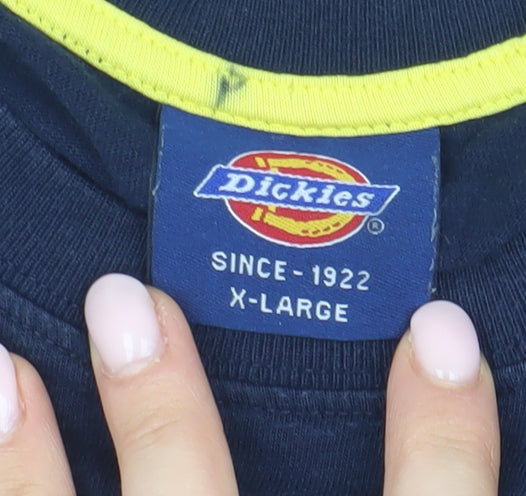 Dickies
®
SINCE - 1922
X-LARGE